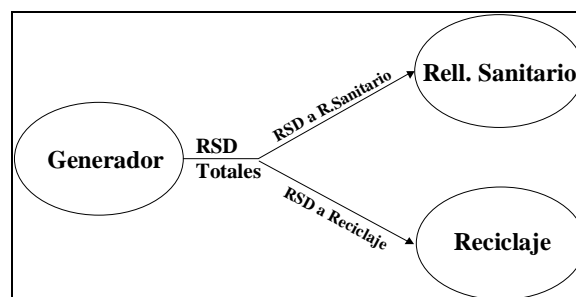 Generador
RSD
Totales
RSD a R.Sanitario
Rell. Sanitario
RSD a Reciclaje
Reciclaje